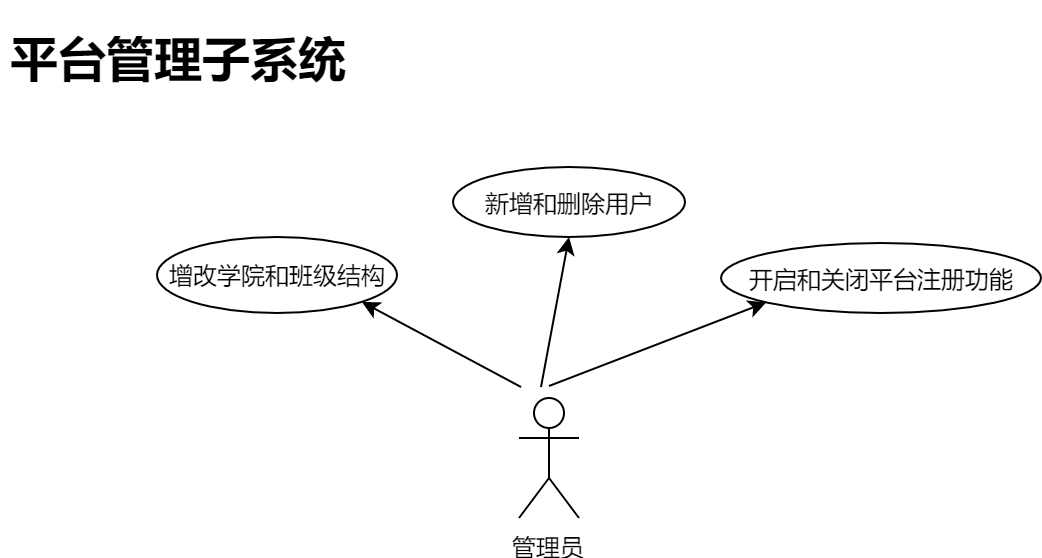 平台管理子系统
新增和删除用户
增改学院和班级结构
开启和关闭平台注册功能
管理员